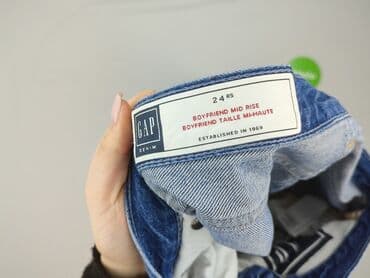 GAP
DENIM
24 RS
BOYFRIEND MID RISE
BOYFRIEND TAILLE MI-HAUTE
ESTABLISHED IN 1969